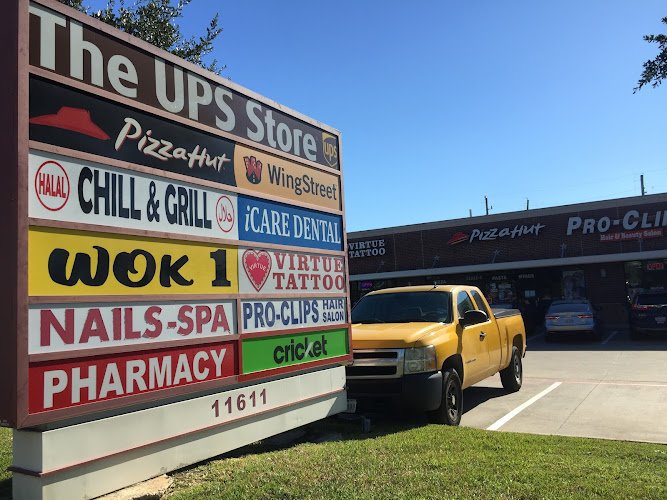 The UPS Store
ups
Pizza Hut
WingStreet
HALAL
CHILL & GRILL
حلال
iCARE DENTAL
WOK 1
VIRTUE
TATTOO
NAILS-SPA
PRO-CLIPS HAIR
SALON
PHARMACY
cricket
11611
VIRTUE
TATTOO
Pizza Hut
PASTA
PRO-CLIP
Hair & Beauty Salon